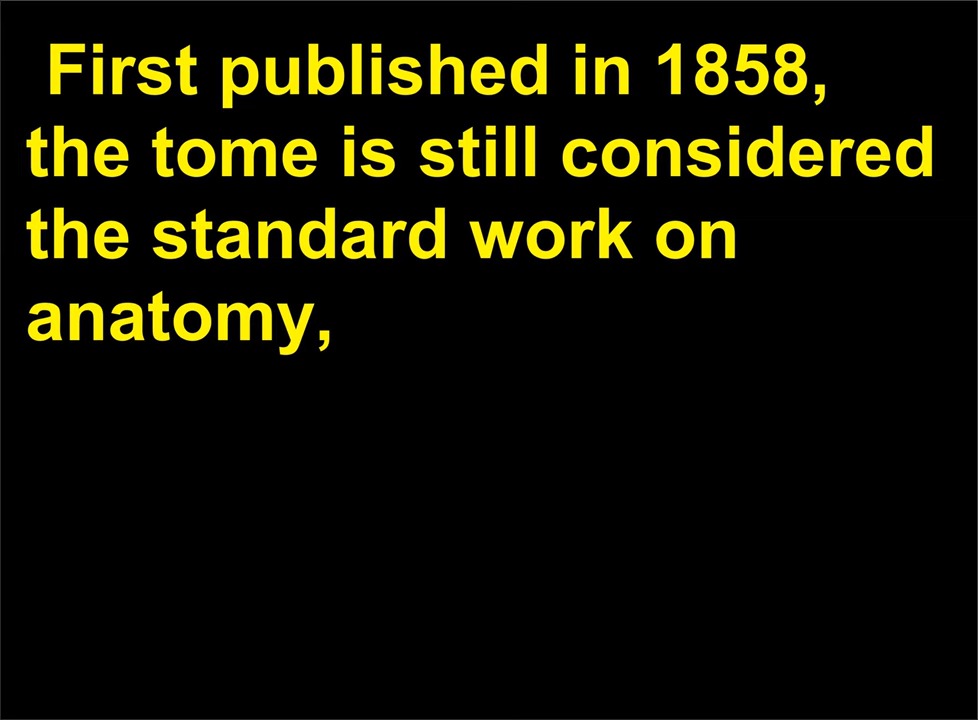 First published in 1858,
the tome is still considered
the standard work on
anatomy,